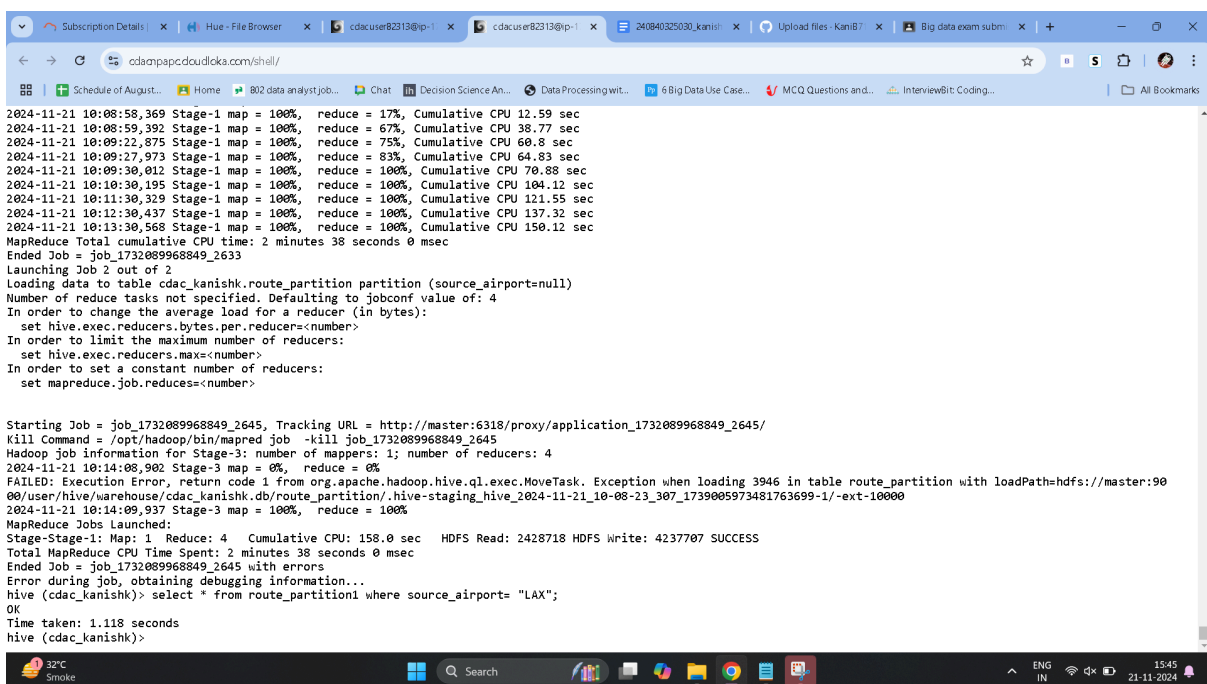 Subscription Details |
Hue - File Browser
cdacuser82313@ip-1
cdacuser82313@ip-1
240840325030_kanish
Upload files - KaniB7
Big data exam subm
cdacnpapc.cloudloka.com/shell/
Schedule of August...
Home
802 data analyst job...
Chat
Decision Science An...
Data Processing wit...
6 Big Data Use Case...
MCQ Questions and...
InterviewBit: Coding...
All Bookmarks
2024-11-21 10:08:58,369 Stage-1 map = 100%,  reduce = 17%, Cumulative CPU 12.59 sec
2024-11-21 10:08:59,392 Stage-1 map = 100%,  reduce = 67%, Cumulative CPU 38.77 sec
2024-11-21 10:09:22,875 Stage-1 map = 100%,  reduce = 75%, Cumulative CPU 60.8 sec
2024-11-21 10:09:27,973 Stage-1 map = 100%,  reduce = 83%, Cumulative CPU 64.83 sec
2024-11-21 10:09:30,012 Stage-1 map = 100%,  reduce = 100%, Cumulative CPU 70.88 sec
2024-11-21 10:10:30,195 Stage-1 map = 100%,  reduce = 100%, Cumulative CPU 104.12 sec
2024-11-21 10:11:30,329 Stage-1 map = 100%,  reduce = 100%, Cumulative CPU 121.55 sec
2024-11-21 10:12:30,437 Stage-1 map = 100%,  reduce = 100%, Cumulative CPU 137.32 sec
2024-11-21 10:13:30,568 Stage-1 map = 100%,  reduce = 100%, Cumulative CPU 150.12 sec
MapReduce Total cumulative CPU time: 2 minutes 38 seconds 0 msec
Ended Job = job_1732089968849_2633
Launching Job 2 out of 2
Loading data to table cdac_kanishk.route_partition partition (source_airport=null)
Number of reduce tasks not specified. Defaulting to jobconf value of: 4
In order to change the average load for a reducer (in bytes):
  set hive.exec.reducers.bytes.per.reducer=<number>
In order to limit the maximum number of reducers:
  set hive.exec.reducers.max=<number>
In order to set a constant number of reducers:
  set mapreduce.job.reduces=<number>
Starting Job = job_1732089968849_2645, Tracking URL = http://master:6318/proxy/application_1732089968849_2645/
Kill Command = /opt/hadoop/bin/mapred job  -kill job_1732089968849_2645
Hadoop job information for Stage-3: number of mappers: 1; number of reducers: 4
2024-11-21 10:14:08,902 Stage-3 map = 0%,  reduce = 0%
FAILED: Execution Error, return code 1 from org.apache.hadoop.hive.ql.exec.MoveTask. Exception when loading 3946 in table route_partition with loadPath=hdfs://master:90
00/user/hive/warehouse/cdac_kanishk.db/route_partition/.hive-staging_hive_2024-11-21_10-08-23_307_1739005973481763699-1/-ext-10000
2024-11-21 10:14:09,937 Stage-3 map = 100%,  reduce = 100%
MapReduce Jobs Launched:
Stage-Stage-1: Map: 1  Reduce: 4   Cumulative CPU: 158.0 sec   HDFS Read: 2428718 HDFS Write: 4237707 SUCCESS
Total MapReduce CPU Time Spent: 2 minutes 38 seconds 0 msec
Ended Job = job_1732089968849_2645 with errors
Error during job, obtaining debugging information...
hive (cdac_kanishk)> select * from route_partition1 where source_airport= "LAX";
OK
Time taken: 1.118 seconds
hive (cdac_kanishk)>
1
32°C
Smoke
Search
ENG
IN
15:45
21-11-2024